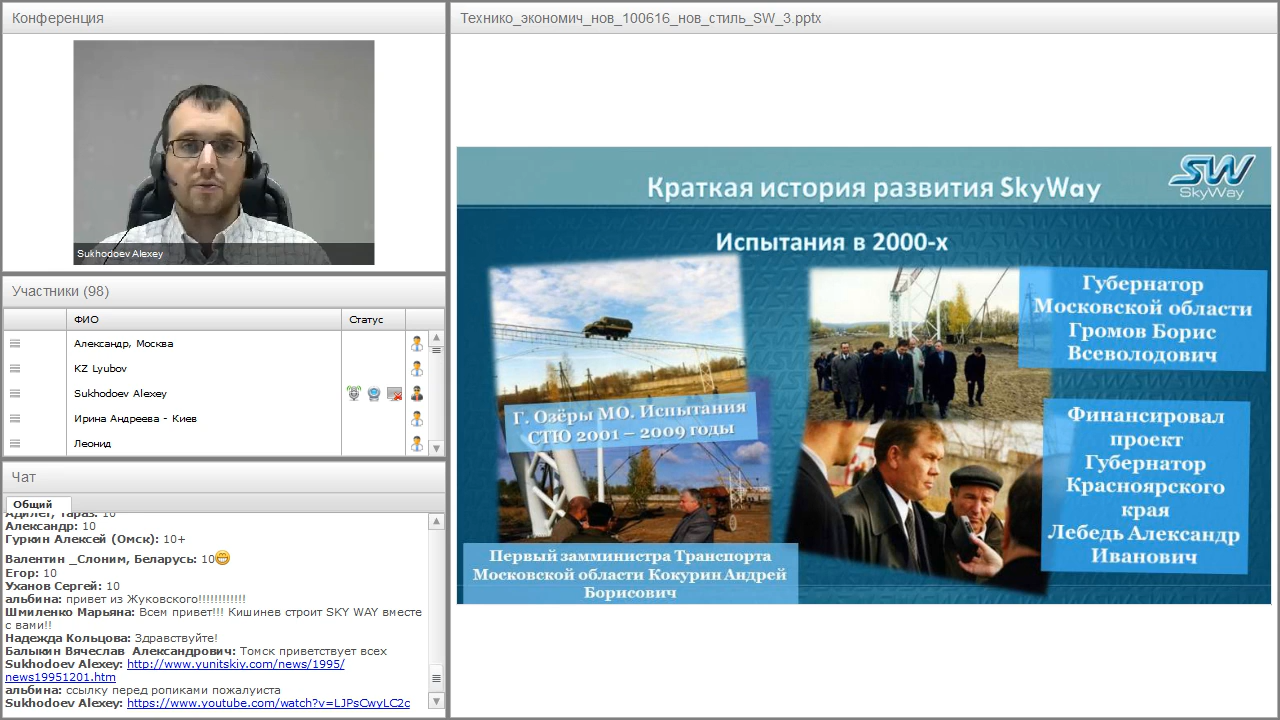 Конференция
Sukhodoev Alexey
Участники (98)
ФИО
Статус
Александр, Москва
KZ Lyubov
Sukhodoev Alexey
Ирина Андреева - Киев
Леонид
Чат
Общий
Адилет, Тараз: 10
Александр: 10
Гуркин Алексей (Омск): 10+
Валентин _Слоним, Беларусь: 10
Егор: 10
Уханов Сергей: 10
альбина: привет из Жуковского!!!!!!!!!!!!
Шмиленко Марьяна: Всем привет!!! Кишинев строит SKY WAY вместе
с вами!!
Надежда Кольцова: Здравствуйте!
Балыкин Вячеслав Александрович: Томск приветствует всех
Sukhodoev Alexey: http://www.yunitskiy.com/news/1995/
news19951201.htm
альбина: ссылку перед ропиками пожалуиста
Sukhodoev Alexey: https://www.youtube.com/watch?v=LJPsCwyLC2c
Технико_экономич_нов_100616_нов_стиль_SW_3.pptx
Краткая история развития SkyWay
SW
SkyWay
Испытания в 2000-х
Г. Озёры МО. Испытания
СТЮ 2001 – 2009 годы
Первый замминистра Транспорта
Московской области Кокурин Андрей
Борисович
Губернатор
Московской области
Громов Борис
Всеволодович
Финансировал
проект
Губернатор
Красноярского
края
Лебедь Александр
Иванович